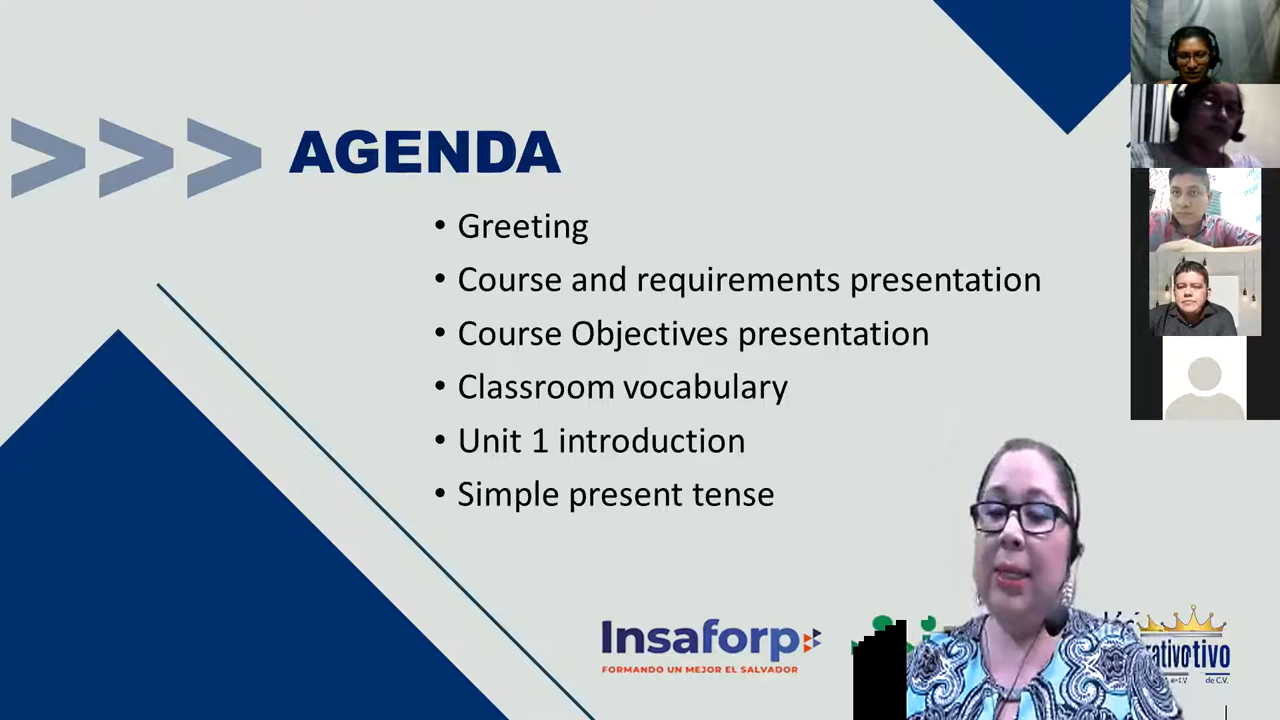 >>> AGENDA
• Greeting
• Course and requirements presentation
• Course Objectives presentation
• Classroom vocabulary
• Unit 1 introduction
• Simple present tense
Insaforp
FORMANDO UN MEJOR EL SALVADOR
de C.V.